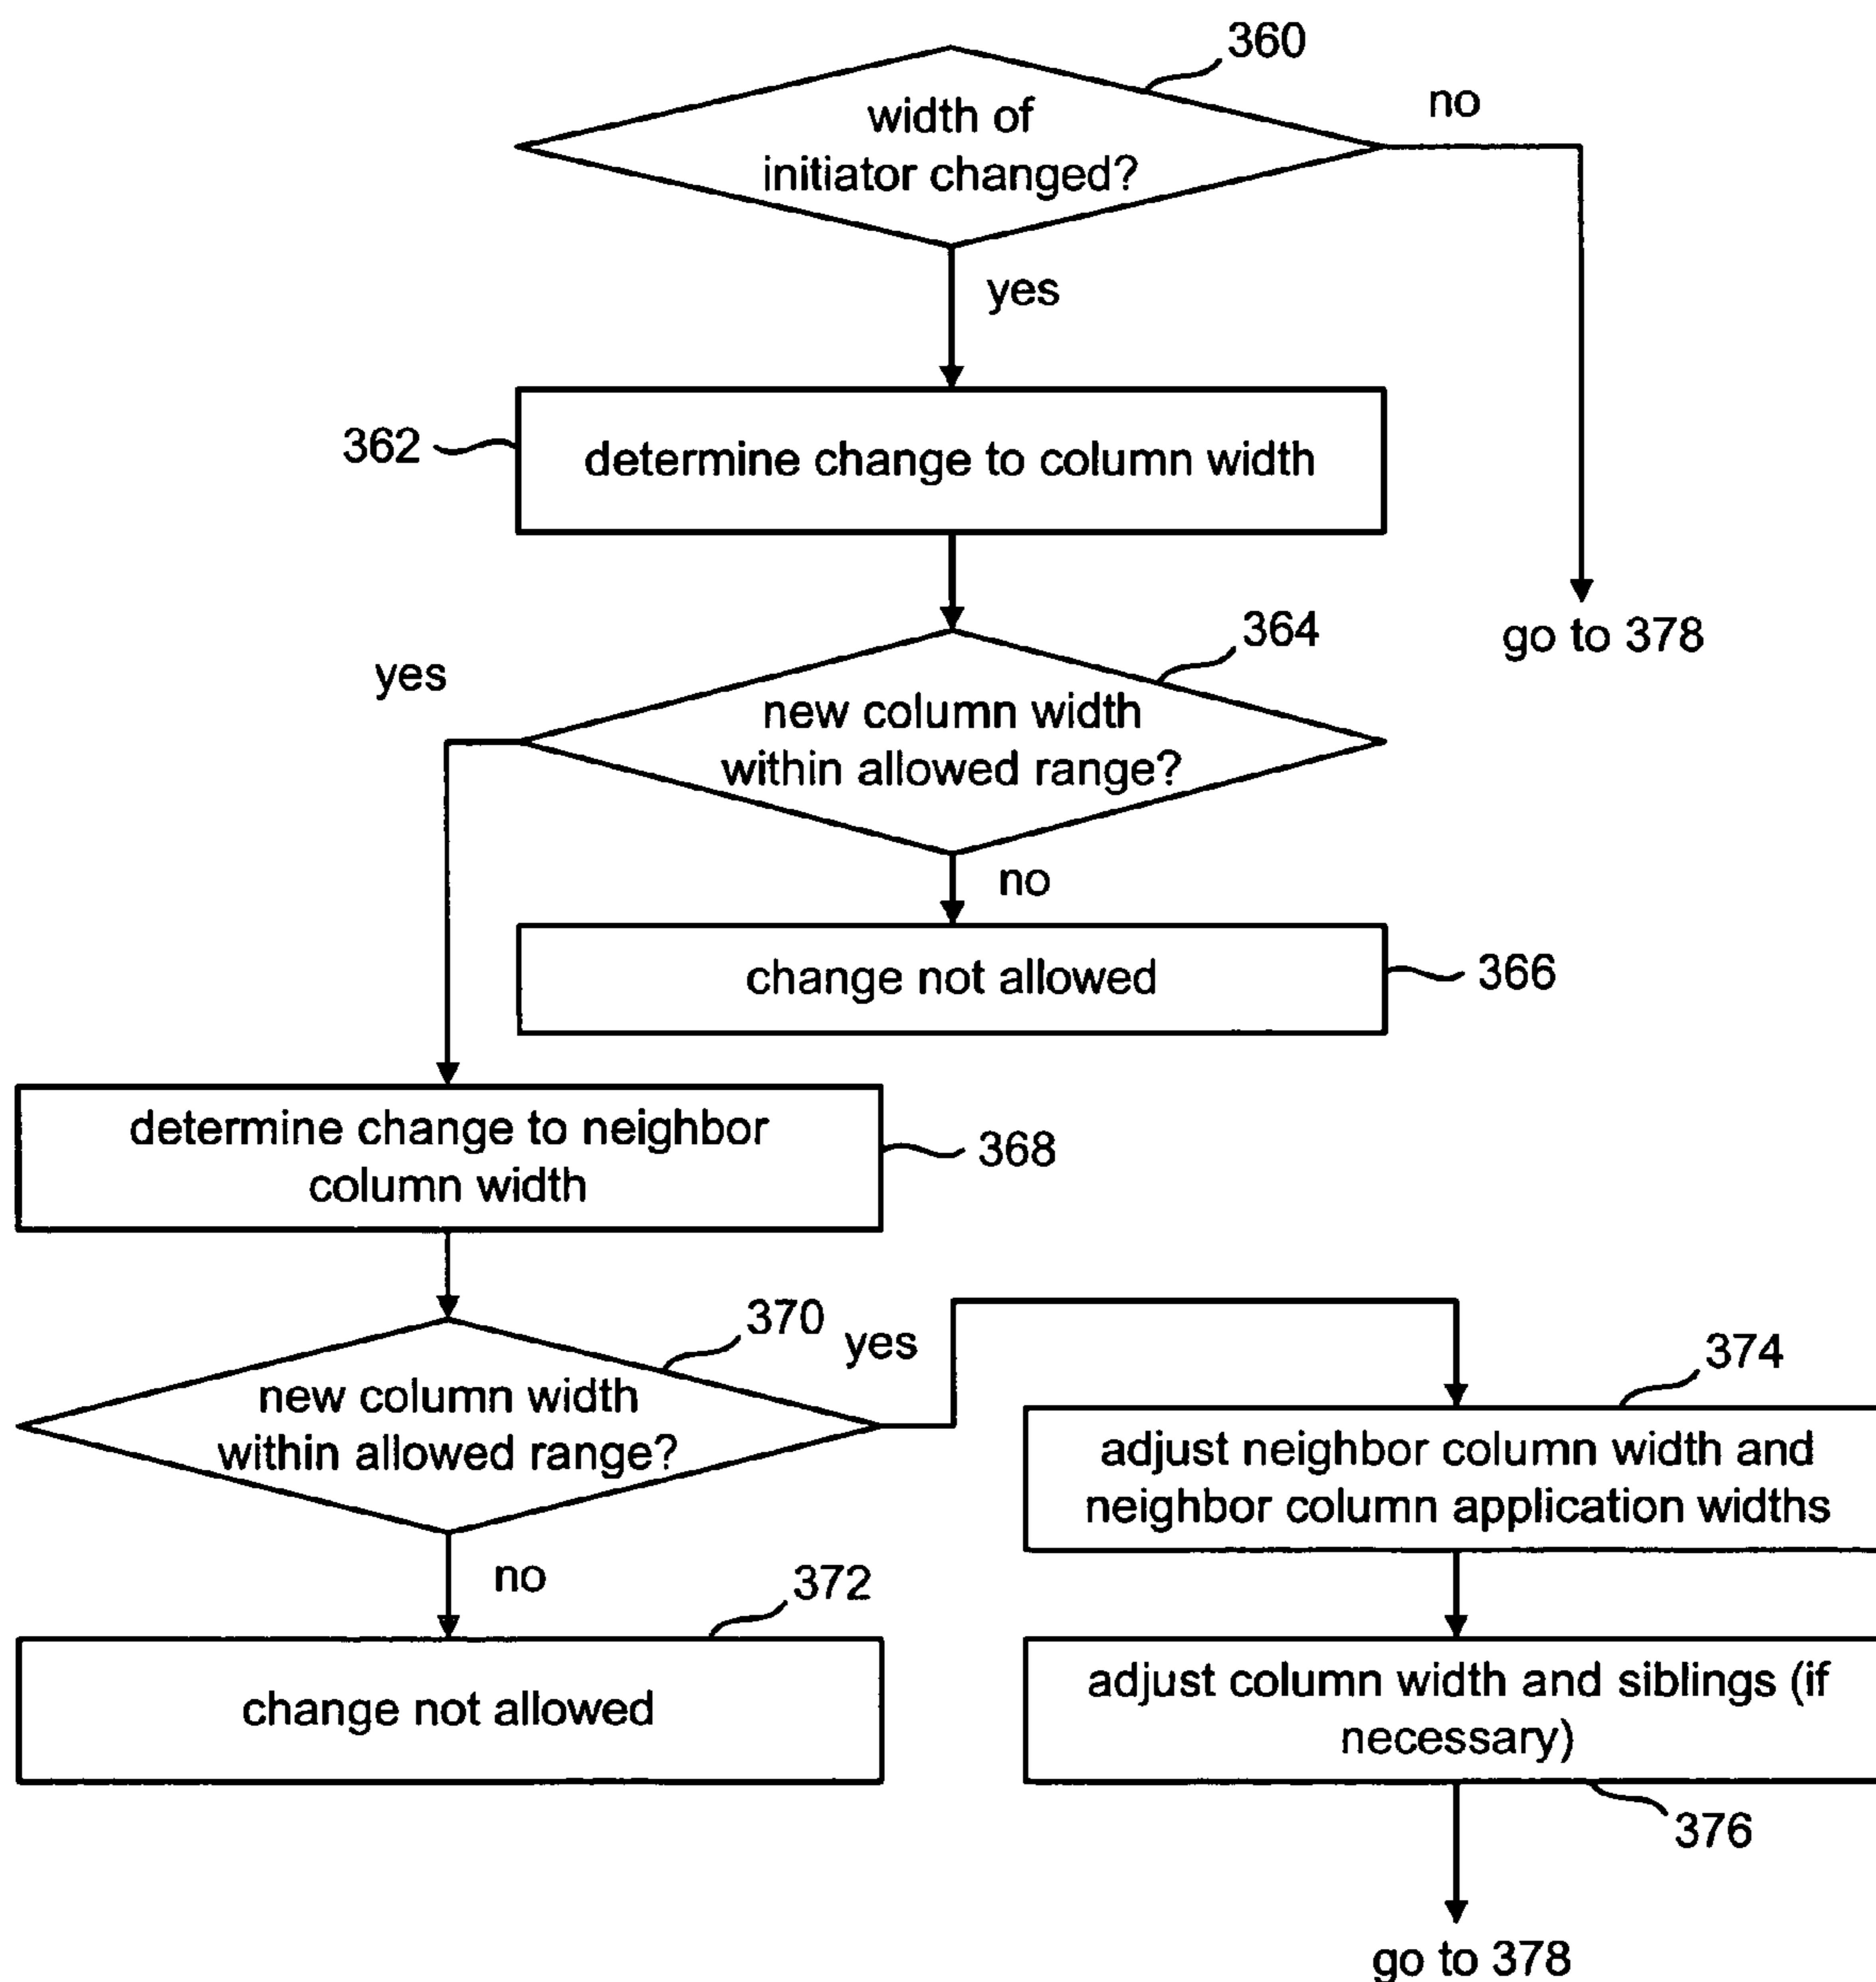 360
width of
initiator changed?
no
yes
362
determine change to column width
go to 378
364
yes
new column width
within allowed range?
no
change not allowed
366
determine change to neighbor
column width
368
370
yes
new column width
within allowed range?
374
adjust neighbor column width and
neighbor column application widths
no
372
change not allowed
adjust column width and siblings (if
necessary)
376
go to 378